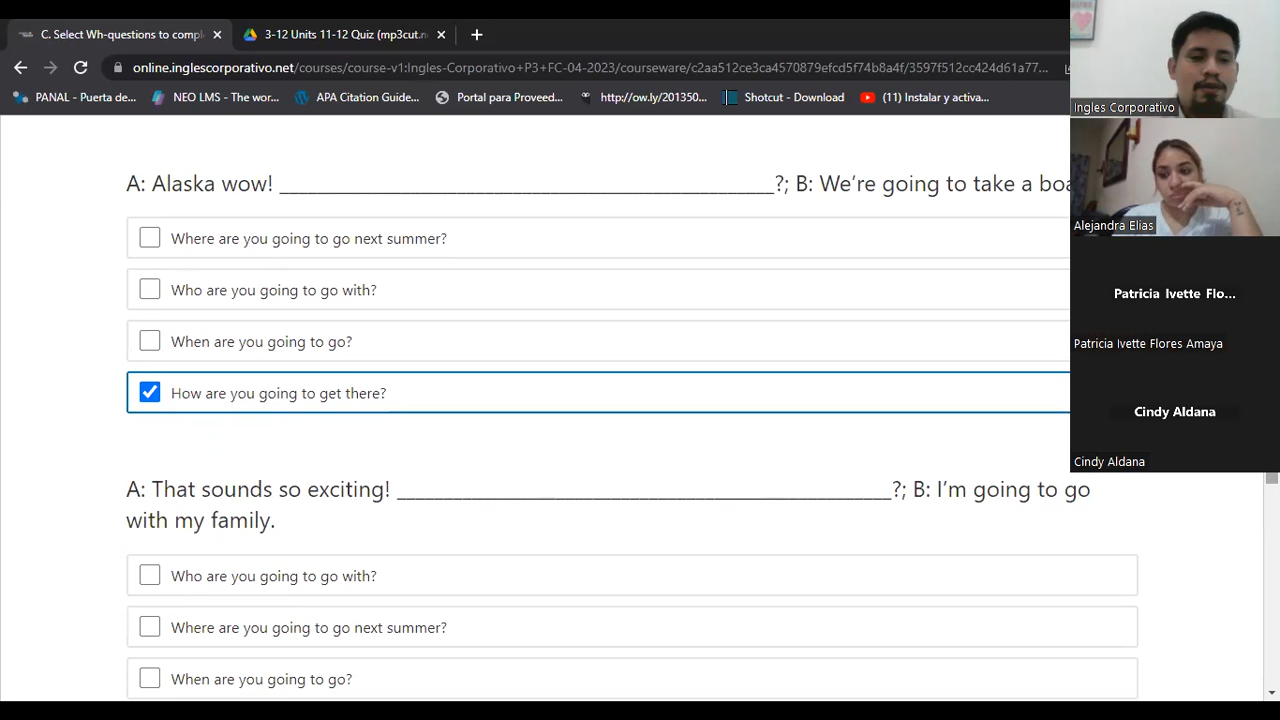 C. Select Wh-questions to compl
3-12 Units 11-12 Quiz (mp3cut.n
online.inglescorporativo.net/courses/course-v1:Ingles-Corporativo+P3+FC-04-2023/courseware/c2aa512ce3ca4570879efcd5f74b8a4f/3597f512cc424d61a77...
PANAL - Puerta de... NEO LMS - The wor... APA Citation Guide... Portal para Proveed... http://ow.ly/201350... Shotcut - Download (11) Instalar y activa...
Ingles Corporativo
A: Alaska wow! ______________________________________________?; B: We’re going to take a boa
Where are you going to go next summer?
Who are you going to go with?
When are you going to go?
How are you going to get there?
Alejandra Elias
Patricia Ivette Flo...
Patricia Ivette Flores Amaya
Cindy Aldana
Cindy Aldana
A: That sounds so exciting! ______________________________________________?; B: I’m going to go
with my family.
Who are you going to go with?
Where are you going to go next summer?
When are you going to go?